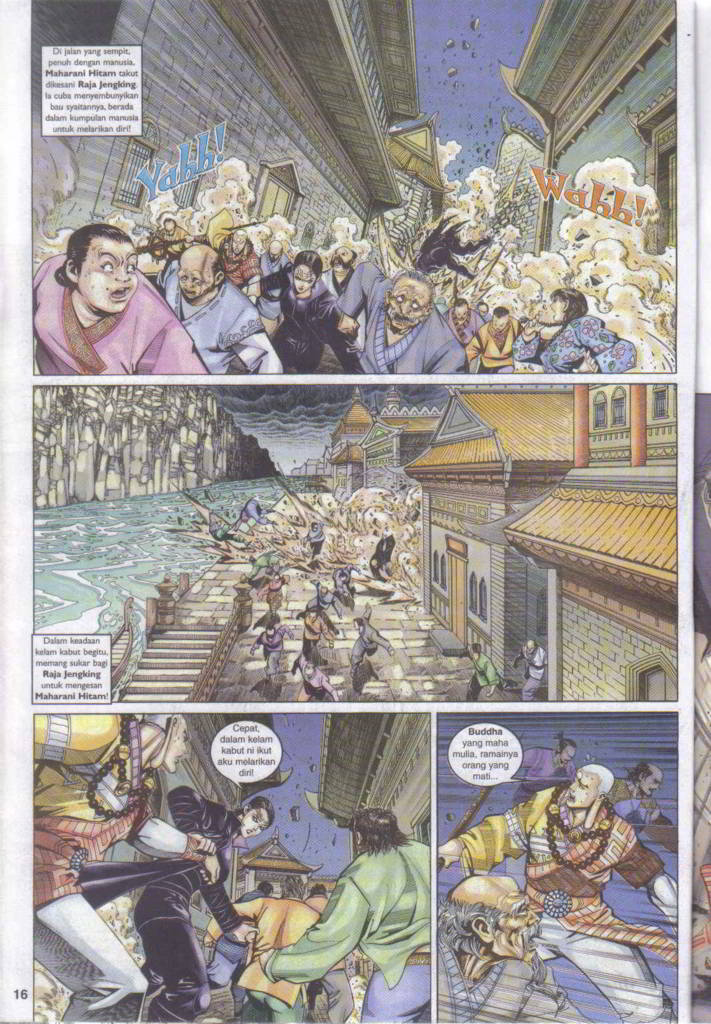 Di jalan yang sempit,
penuh dengan manusia,
Maharani Hitam takut
dikesani Raja Jengking.
Ia cuba menyembunyikan
bau syaitannya, berada
dalam kumpulan manusia
untuk melarikan diri!
Yahh!
Wahh!
Dalam keadaan
kelam kabut begitu,
memang sukar bagi
Raja Jengking
untuk mengesan
Maharani Hitam!
Cepat,
dalam kelam
kabut ni ikut
aku melarikan
diri!
Buddha
yang maha
mulia, ramainya
orang yang
mati...
16